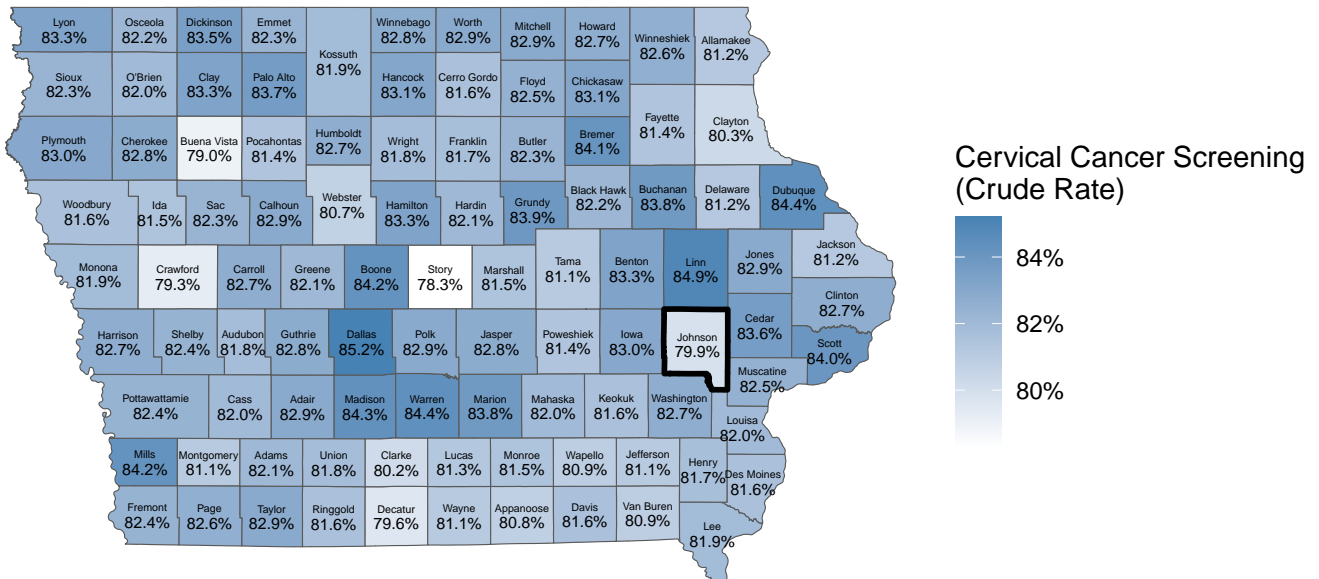 Lyon
83.3%
Osceola
82.2%
Dickinson
83.5%
Emmet
82.3%
Kossuth
81.9%
Winnebago
82.8%
Worth
82.9%
Mitchell
82.9%
Howard
82.7%
Winneshiek
82.6%
Allamakee
81.2%
Sioux
82.3%
O'Brien
82.0%
Clay
83.3%
Palo Alto
83.7%
Hancock
83.1%
Cerro Gordo
81.6%
Floyd
82.5%
Chickasaw
83.1%
Fayette
81.4%
Clayton
80.3%
Plymouth
83.0%
Cherokee
82.8%
Buena Vista
79.0%
Pocahontas
81.4%
Humboldt
82.7%
Wright
81.8%
Franklin
81.7%
Butler
82.3%
Bremer
84.1%
Woodbury
81.6%
Ida
81.5%
Sac
82.3%
Calhoun
82.9%
Webster
80.7%
Hamilton
83.3%
Hardin
82.1%
Grundy
83.9%
Black Hawk
82.2%
Buchanan
83.8%
Delaware
81.2%
Dubuque
84.4%
Monona
81.9%
Crawford
79.3%
Carroll
82.7%
Greene
82.1%
Boone
84.2%
Story
78.3%
Marshall
81.5%
Tama
81.1%
Benton
83.3%
Linn
84.9%
Jones
82.9%
Jackson
81.2%
Clinton
82.7%
Harrison
82.7%
Shelby
82.4%
Audubon
81.8%
Guthrie
82.8%
Dallas
85.2%
Polk
82.9%
Jasper
82.8%
Poweshiek
81.4%
Iowa
83.0%
Johnson
79.9%
Cedar
83.6%
Scott
84.0%
Muscatine
82.5%
Pottawattamie
82.4%
Cass
82.0%
Adair
82.9%
Madison
84.3%
Warren
84.4%
Marion
83.8%
Mahaska
82.0%
Keokuk
81.6%
Washington
82.7%
Louisa
82.0%
Mills
84.2%
Montgomery
81.1%
Adams
82.1%
Union
81.8%
Clarke
80.2%
Lucas
81.3%
Monroe
81.5%
Wapello
80.9%
Jefferson
81.1%
Henry
81.7%
Des Moines
81.6%
Fremont
82.4%
Page
82.6%
Taylor
82.9%
Ringgold
81.6%
Decatur
79.6%
Wayne
81.1%
Appanoose
80.8%
Davis
81.6%
Van Buren
80.9%
Lee
81.9%
Cervical Cancer Screening
(Crude Rate)
84%
82%
80%